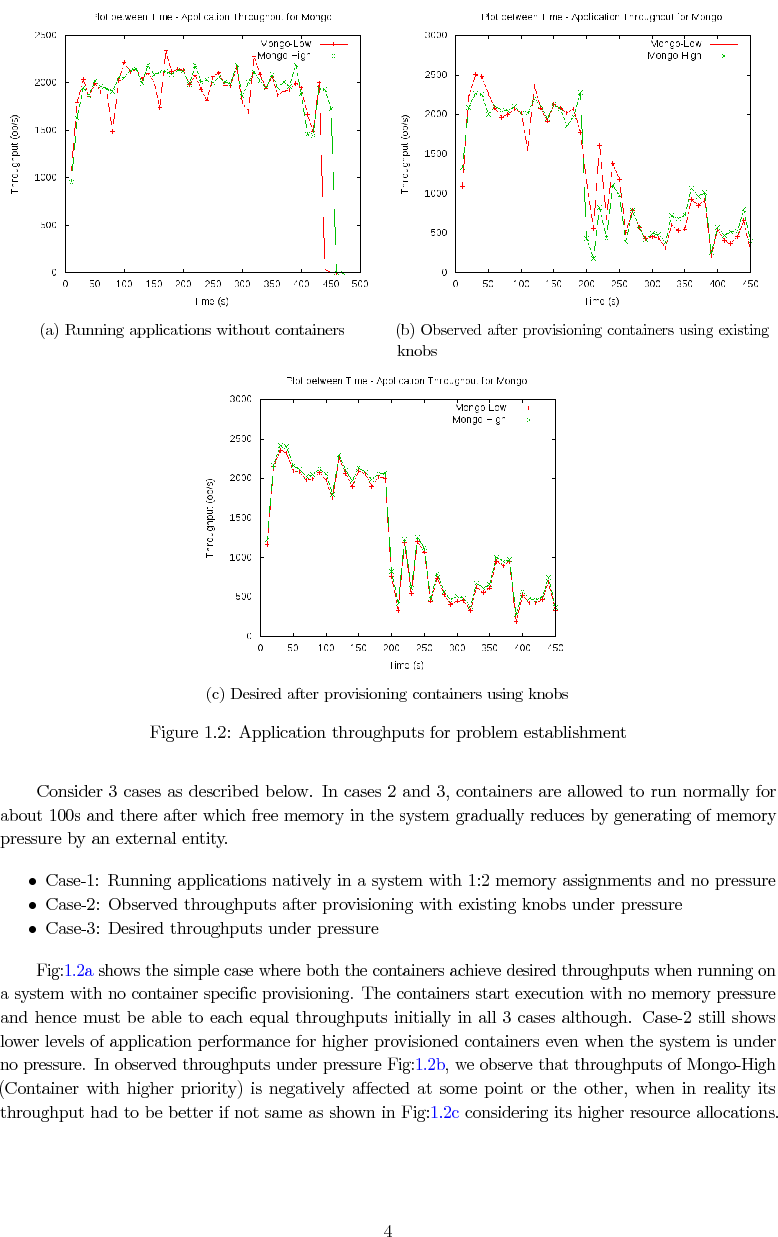 Plot between Time - Application Throughput for Mongo
Mongo-Low
Mongo High
Throughput (op/s)
2500
2000
1500
1000
500
0
0 50 100 150 200 250 300 350 400 450 500
Time (s)
(a) Running applications without containers
Plot between Time - Application Throughput for Mongo
Mongo-Low
Mongo High
Throughput (op/s)
3000
2500
2000
1500
1000
500
0
0 50 100 150 200 250 300 350 400 450
Time (s)
(b) Observed after provisioning containers using existing
knobs
Plot between Time - Application Throughput for Mongo
Mongo-Low
Mongo High
Throughput (op/s)
3000
2500
2000
1500
1000
500
0
0 50 100 150 200 250 300 350 400 450
Time (s)
(c) Desired after provisioning containers using knobs
Figure 1.2: Application throughputs for problem establishment
Consider 3 cases as described below. In cases 2 and 3, containers are allowed to run normally for
about 100s and there after which free memory in the system gradually reduces by generating of memory
pressure by an external entity.
• Case-1: Running applications natively in a system with 1:2 memory assignments and no pressure
• Case-2: Observed throughputs after provisioning with existing knobs under pressure
• Case-3: Desired throughputs under pressure
Fig:1.2a shows the simple case where both the containers achieve desired throughputs when running on
a system with no container specific provisioning. The containers start execution with no memory pressure
and hence must be able to each equal throughputs initially in all 3 cases although. Case-2 still shows
lower levels of application performance for higher provisioned containers even when the system is under
no pressure. In observed throughputs under pressure Fig:1.2b, we observe that throughputs of Mongo-High
(Container with higher priority) is negatively affected at some point or the other, when in reality its
throughput had to be better if not same as shown in Fig:1.2c considering its higher resource allocations.
4